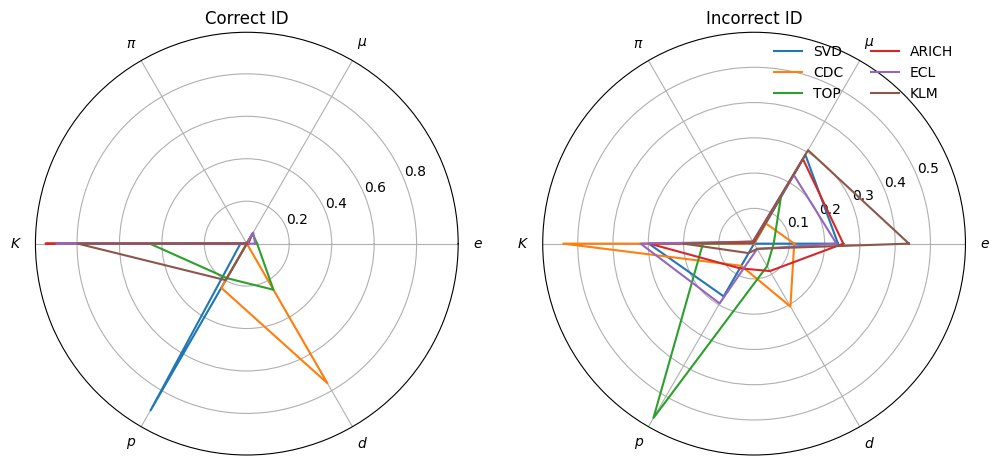 Correct ID
π
μ
K
0.2
0.4
0.6
0.8
e
p
d
Incorrect ID
π
μ
SVD
CDC
TOP
ARICH
ECL
KLM
K
0.1
0.2
0.3
0.4
0.5
e
p
d